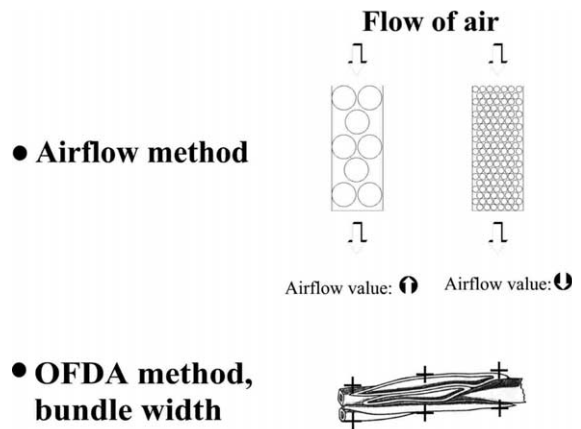 Flow of air
● Airflow method
Airflow value:
Airflow value:
● OFDA method,
bundle width